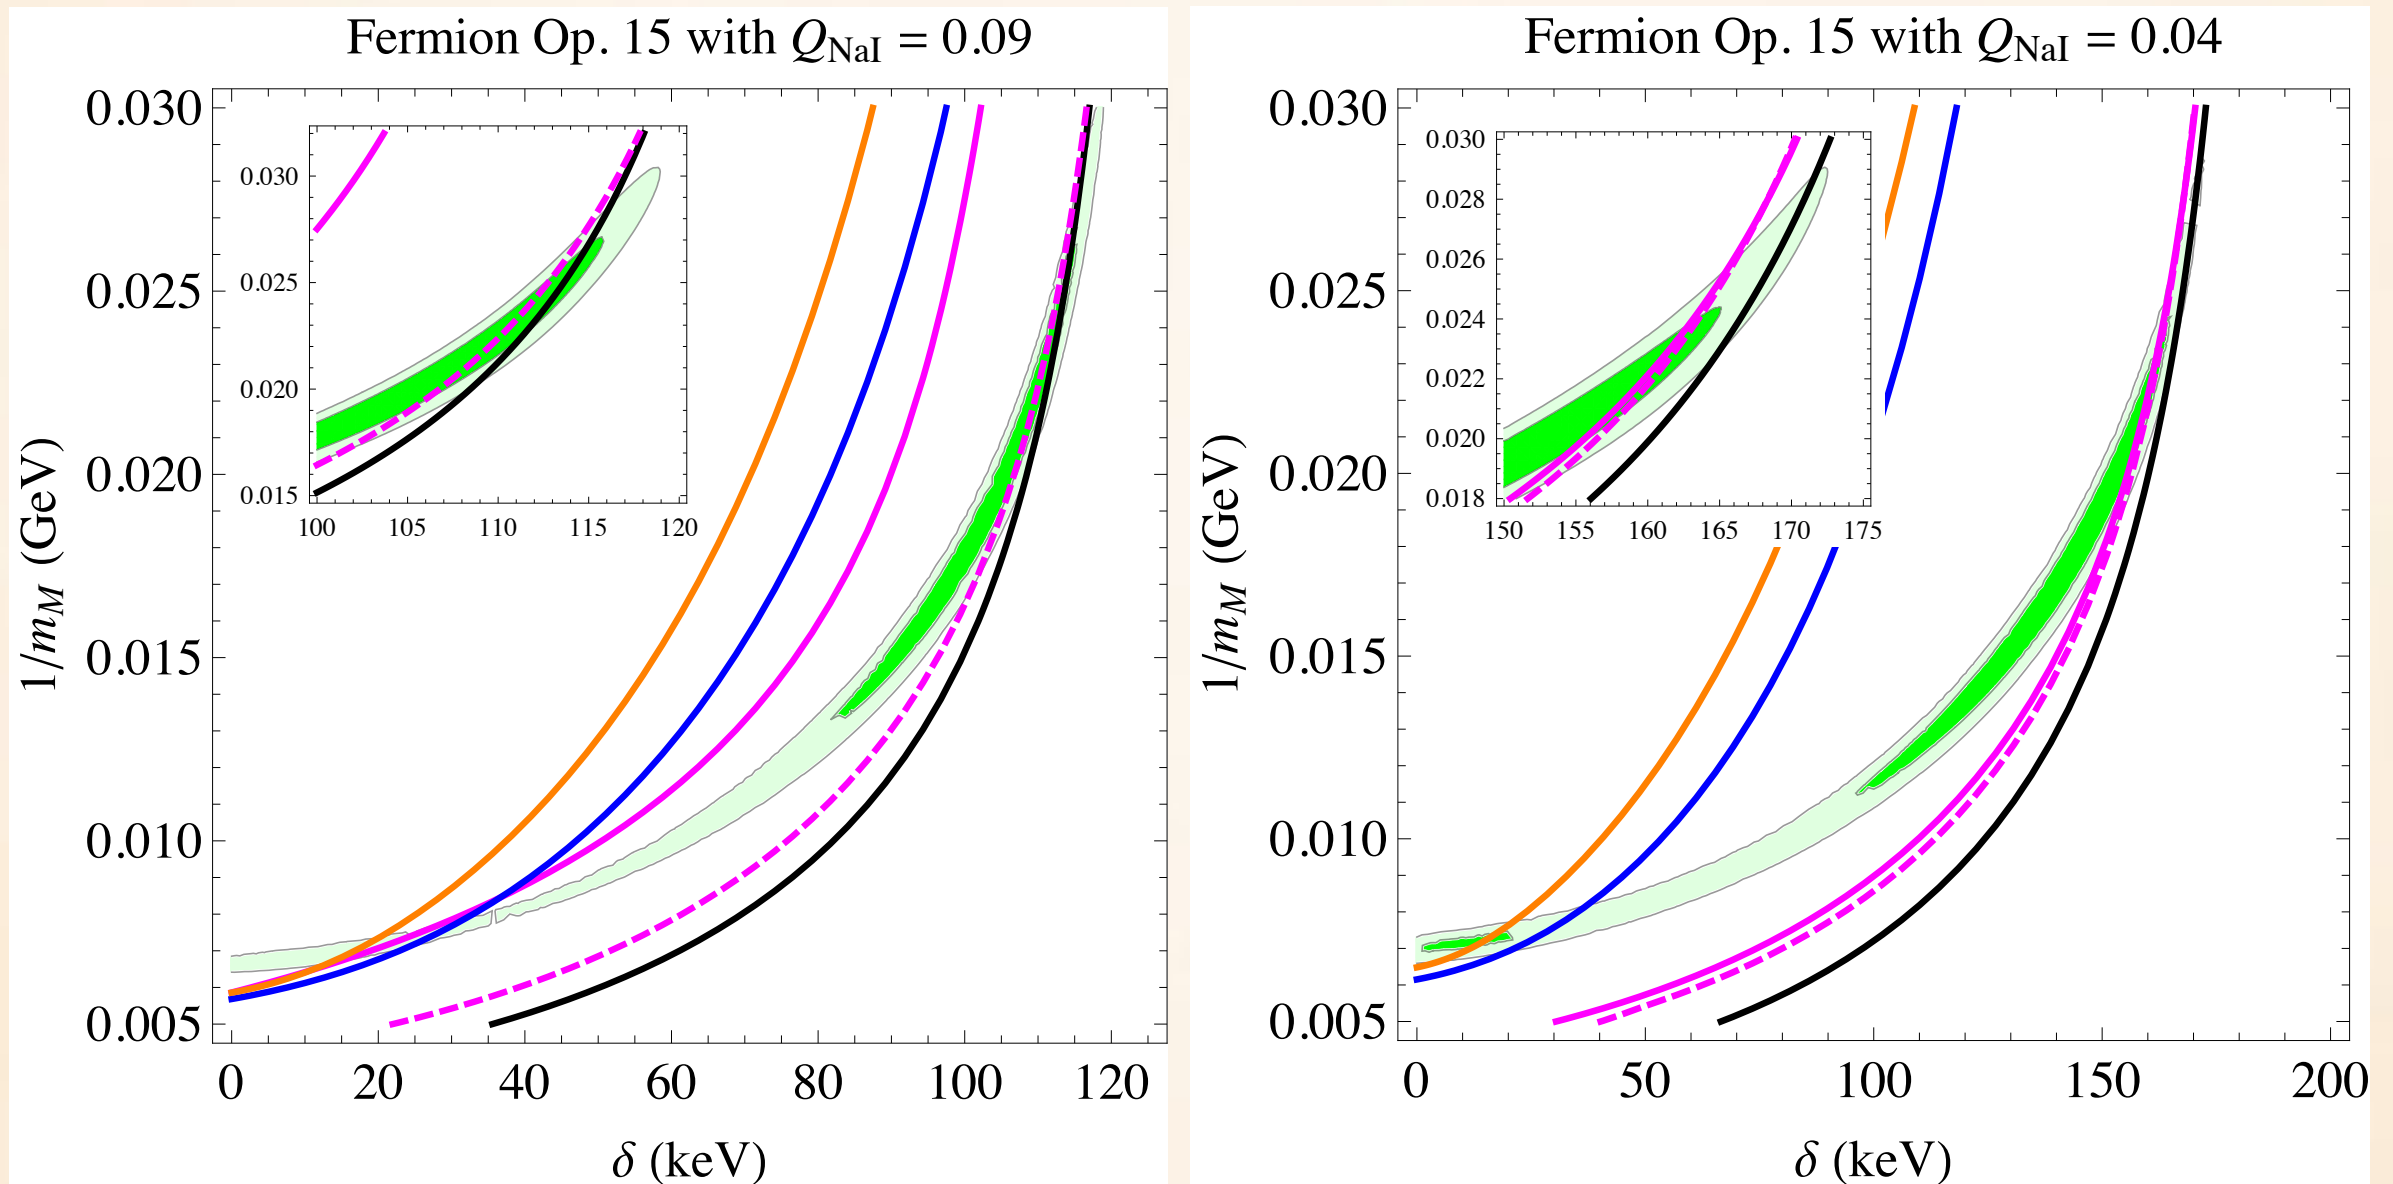 Fermion Op. 15 with Q_NaI = 0.09
0.030
0.025
0.020
0.015
0.010
0.005
1/m_M (GeV)
0.030
0.025
0.020
0.015
100 105 110 115 120
0 20 40 60 80 100 120
δ (keV)
Fermion Op. 15 with Q_NaI = 0.04
0.030
0.025
0.020
0.015
0.010
0.005
1/m_M (GeV)
0.030
0.028
0.026
0.024
0.022
0.020
0.018
150 155 160 165 170 175
0 50 100 150 200
δ (keV)